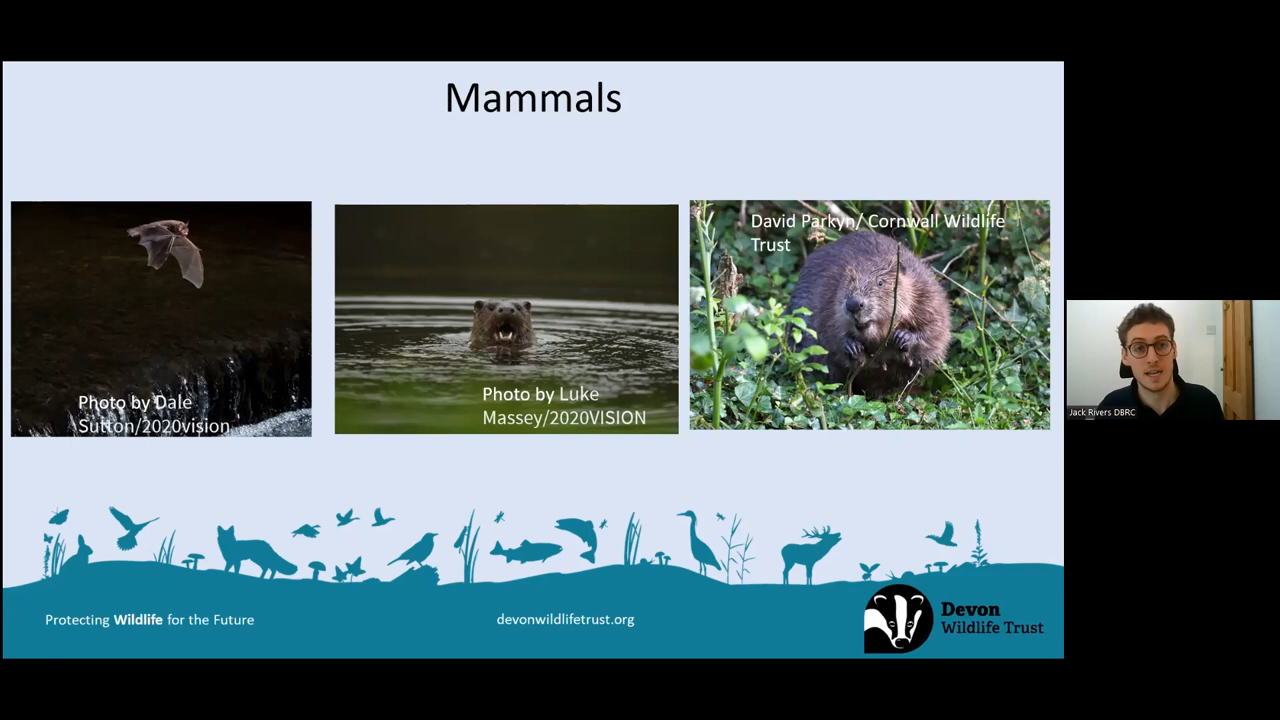 Mammals
Photo by Dale
Sutton/2020vision
Photo by Luke
Massey/2020VISION
David Parkyn/ Cornwall Wildlife
Trust
Jack Rivers DBRC
Protecting Wildlife for the Future
devonwildlifetrust.org
Devon
Wildlife Trust